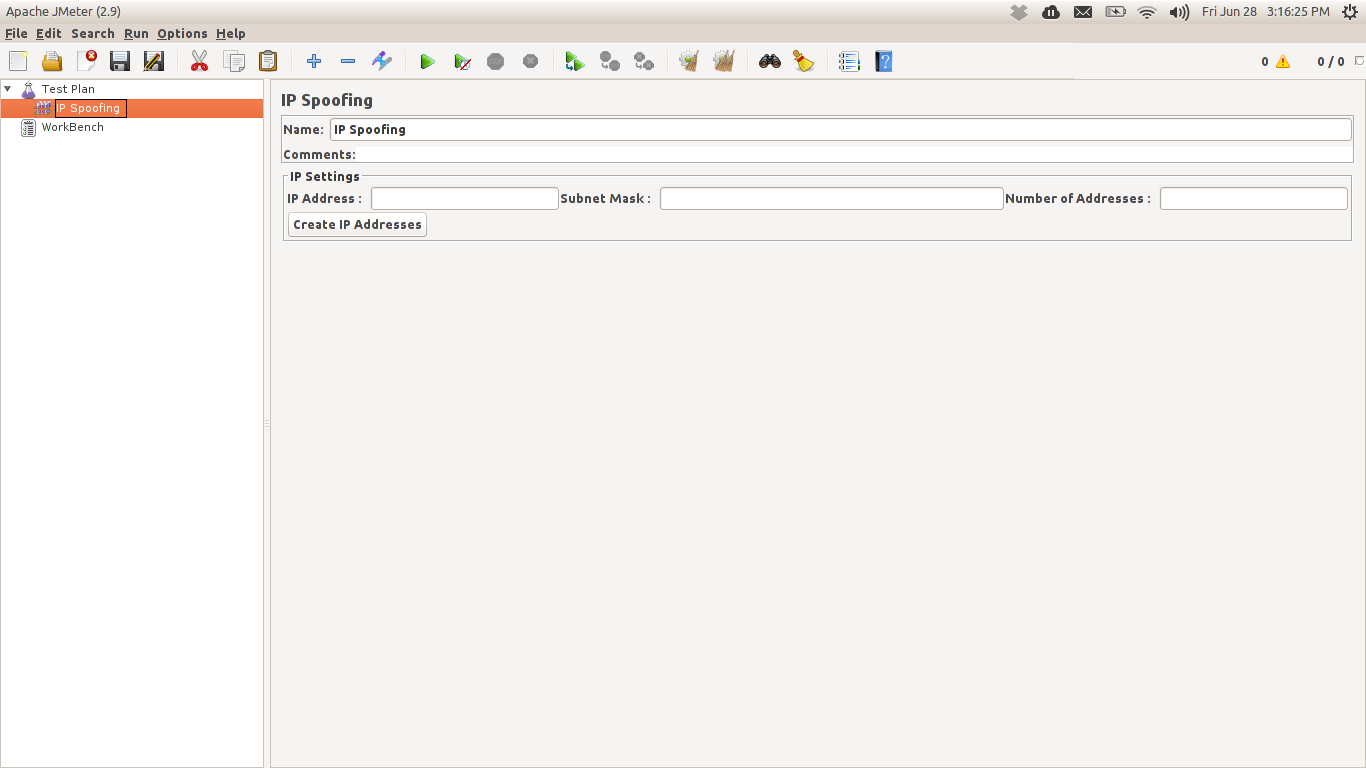 Apache JMeter (2.9)
Fri Jun 28 3:16:25 PM
File Edit Search Run Options Help
0 0 / 0
Test Plan
IP Spoofing
WorkBench
IP Spoofing
Name: IP Spoofing
Comments:
IP Settings
IP Address : Subnet Mask : Number of Addresses :
Create IP Addresses